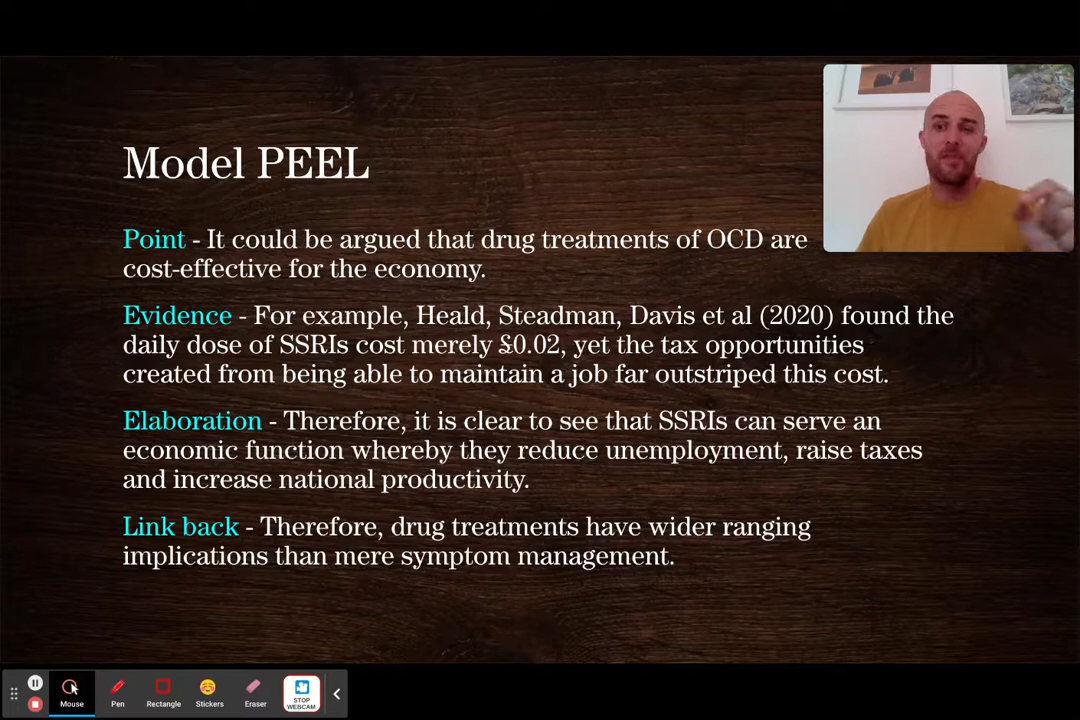 Model PEEL
Point - It could be argued that drug treatments of OCD are
cost-effective for the economy.
Evidence - For example, Heald, Steadman, Davis et al (2020) found the
daily dose of SSRIs cost merely £0.02, yet the tax opportunities
created from being able to maintain a job far outstriped this cost.
Elaboration - Therefore, it is clear to see that SSRIs can serve an
economic function whereby they reduce unemployment, raise taxes
and increase national productivity.
Link back - Therefore, drug treatments have wider ranging
implications than mere symptom management.
Mouse
Pen
Rectangle
Stickers
Eraser
STOP
WEBCAM